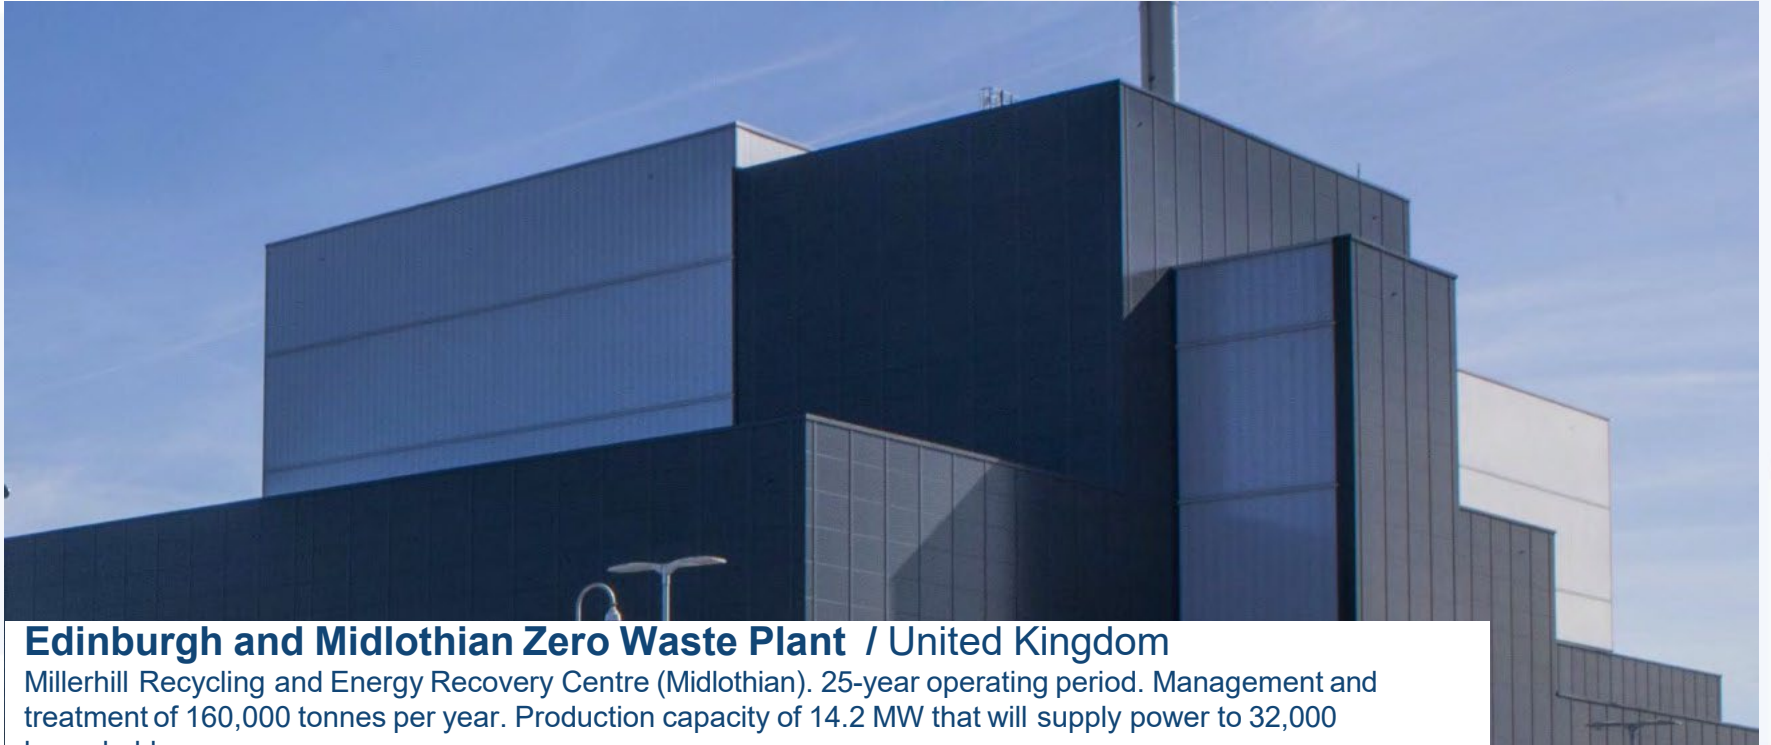 Edinburgh and Midlothian Zero Waste Plant / United Kingdom
Millerhill Recycling and Energy Recovery Centre (Midlothian). 25-year operating period. Management and
treatment of 160,000 tonnes per year. Production capacity of 14.2 MW that will supply power to 32,000